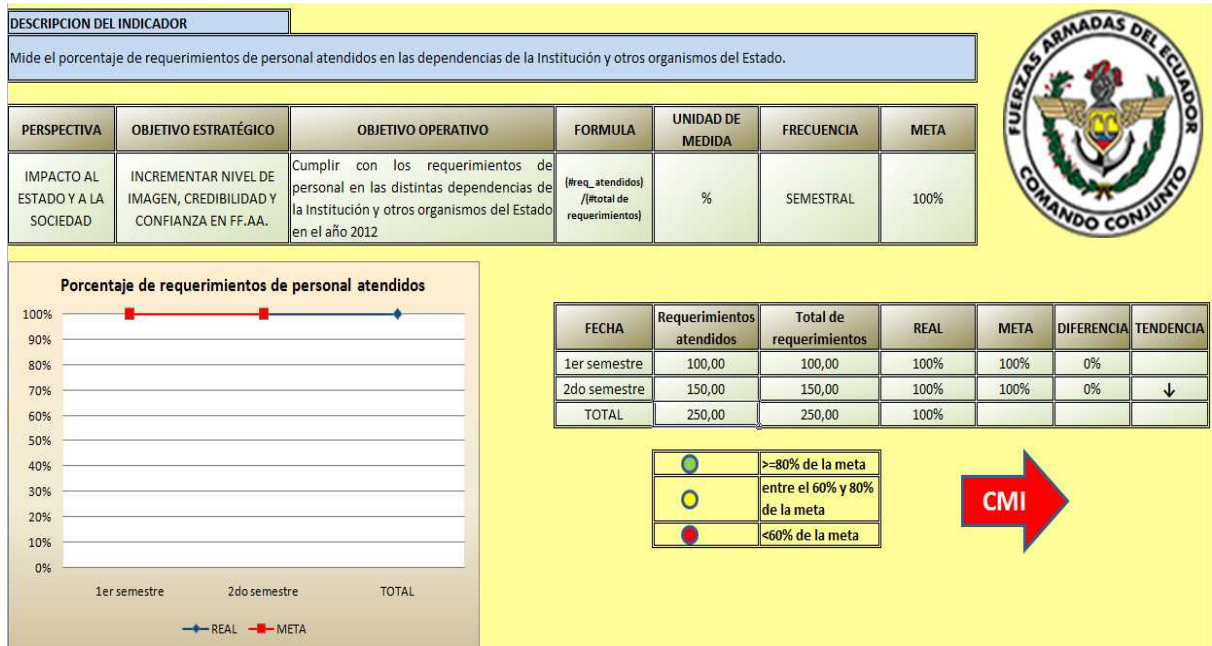 DESCRIPCION DEL INDICADOR
Mide el porcentaje de requerimientos de personal atendidos en las dependencias de la Institución y otros organismos del Estado.
FUERZAS ARMADAS DEL ECUADOR
COMANDO CONJUNTO
PERSPECTIVA OBJETIVO ESTRATÉGICO OBJETIVO OPERATIVO FORMULA UNIDAD DE MEDIDA FRECUENCIA META
IMPACTO AL
ESTADO Y A LA
SOCIEDAD
INCREMENTAR NIVEL DE
IMAGEN, CREDIBILIDAD Y
CONFIANZA EN FF.AA.
Cumplir con los requerimientos de
personal en las distintas dependencias de
la Institución y otros organismos del Estado
en el año 2012
(#req_atendidos)
/(#total de
requerimientos)
%
SEMESTRAL
100%
Porcentaje de requerimientos de personal atendidos
100%
90%
80%
70%
60%
50%
40%
30%
20%
10%
0%
1er semestre 2do semestre TOTAL
REAL META
FECHA Requerimientos atendidos Total de requerimientos REAL META DIFERENCIA TENDENCIA
1er semestre 100,00 100,00 100% 100% 0%
2do semestre 150,00 150,00 100% 100% 0% ↓
TOTAL 250,00 250,00 100%
>=80% de la meta
entre el 60% y 80%
de la meta
<60% de la meta
CMI